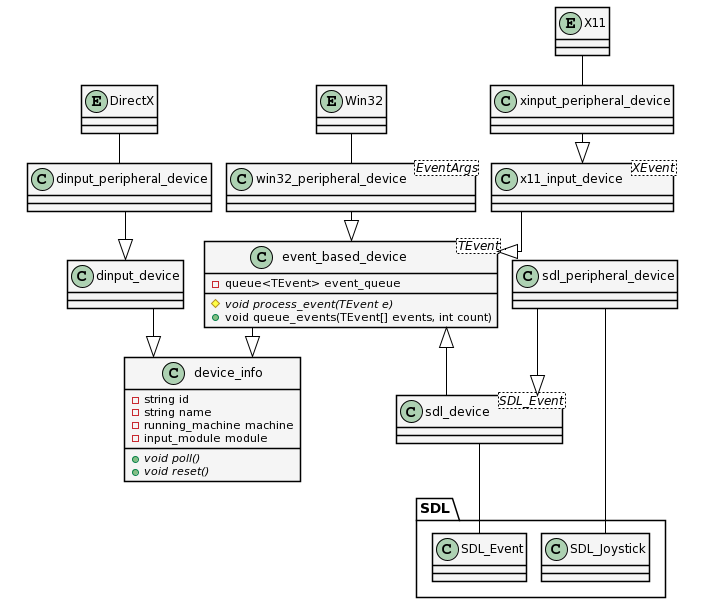 E X11
E DirectX
E Win32
C xinput_peripheral_device
C dinput_peripheral_device
C win32_peripheral_device
EventArgs
C x11_input_device
XEvent
C event_based_device
TEvent
queue<TEvent> event_queue
void process_event(TEvent e)
void queue_events(TEvent[] events, int count)
C dinput_device
C sdl_peripheral_device
C device_info
string id
string name
running_machine machine
input_module module
void poll()
void reset()
C sdl_device
SDL_Event
SDL
C SDL_Event
C SDL_Joystick